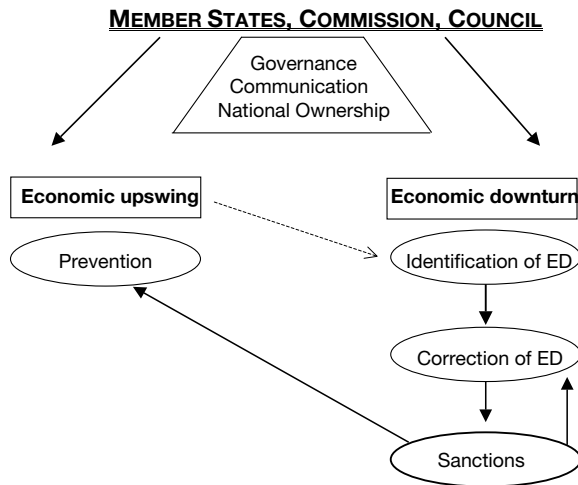 MEMBER STATES, COMMISSION, COUNCIL
Governance
Communication
National Ownership
Economic upswing
Economic downturn
Prevention
Identification of ED
Correction of ED
Sanctions